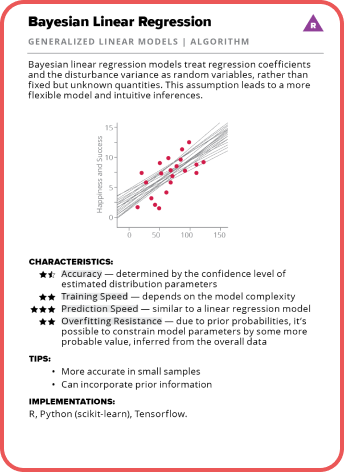 Bayesian Linear Regression
R
GENERALIZED LINEAR MODELS | ALGORITHM
Bayesian linear regression models treat regression coefficients
and the disturbance variance as random variables, rather than
fixed but unknown quantities. This assumption leads to a more
flexible model and intuitive inferences.
Happiness and Success
15
10
5
0
0 50 100 150
CHARACTERISTICS:
★⯨ Accuracy — determined by the confidence level of
estimated distribution parameters
★★ Training Speed — depends on the model complexity
★★★ Prediction Speed — similar to a linear regression model
★★ Overfitting Resistance — due to prior probabilities, it's
possible to constrain model parameters by some more
probable value, inferred from the overall data
TIPS:
• More accurate in small samples
• Can incorporate prior information
IMPLEMENTATIONS:
R, Python (scikit-learn), Tensorflow.